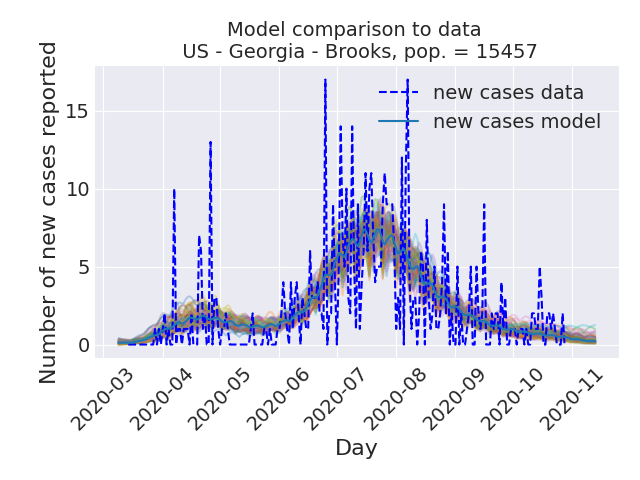 Model comparison to data
US - Georgia - Brooks, pop. = 15457
Number of new cases reported
15
10
5
0
new cases data
new cases model
2020-03
2020-04
2020-05
2020-06
2020-07
2020-08
2020-09
2020-10
2020-11
Day